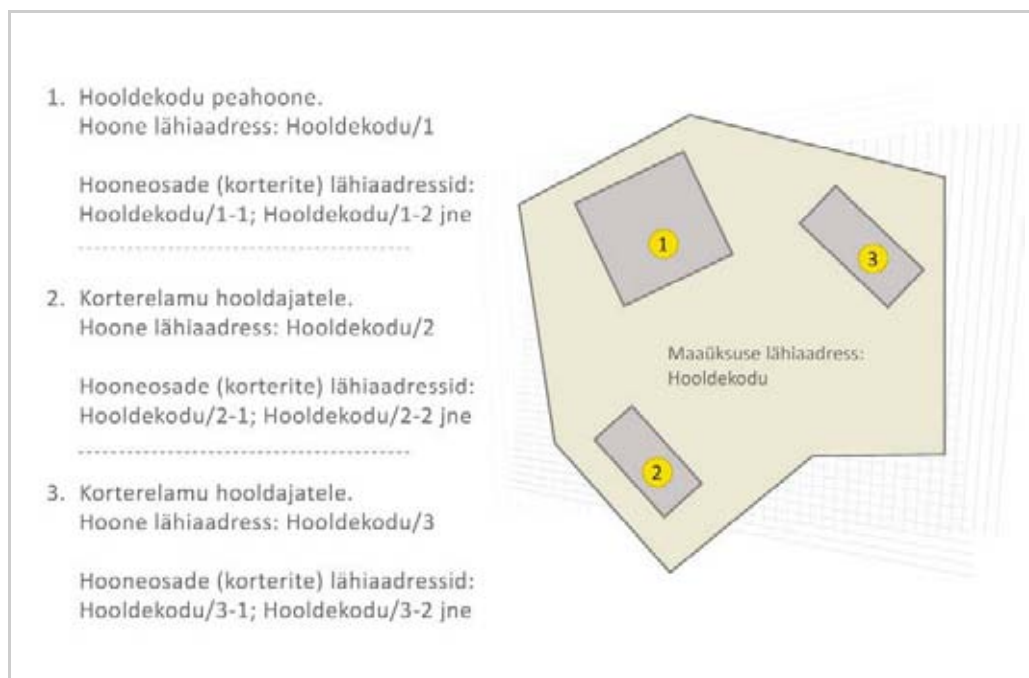 1. Hooldekodu peahoone.
Hoone lähiaadress: Hooldekodu/1
Hooneosade (korterite) lähiaadressid:
Hooldekodu/1-1; Hooldekodu/1-2 jne
2. Korterelamu hooldajatele.
Hoone lähiaadress: Hooldekodu/2
Hooneosade (korterite) lähiaadressid:
Hooldekodu/2-1; Hooldekodu/2-2 jne
3. Korterelamu hooldajatele.
Hoone lähiaadress: Hooldekodu/3
Hooneosade (korterite) lähiaadressid:
Hooldekodu/3-1; Hooldekodu/3-2 jne
1
3
Maaüksuse lähiaadress:
Hooldekodu
2